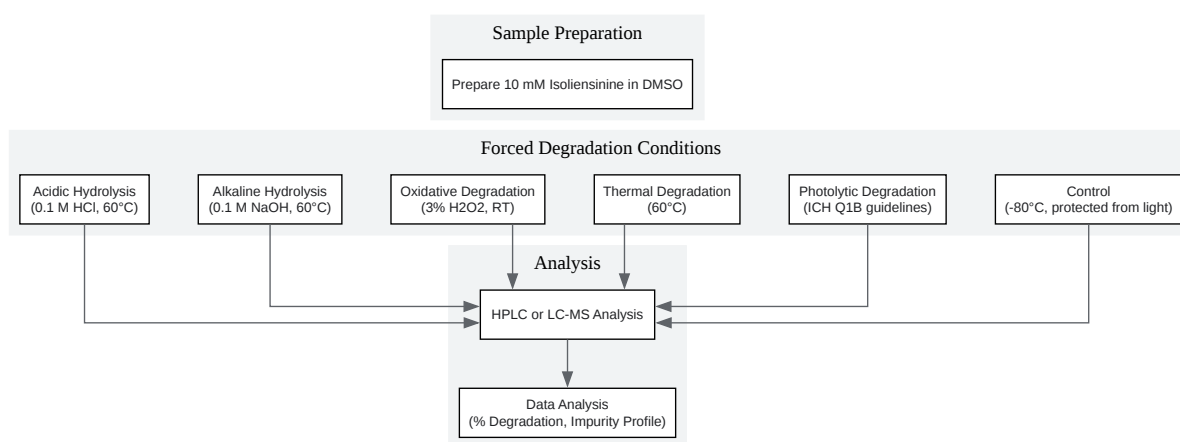 Sample Preparation
Prepare 10 mM Isoliensinine in DMSO
Forced Degradation Conditions
Acidic Hydrolysis
(0.1 M HCl, 60°C)
Alkaline Hydrolysis
(0.1 M NaOH, 60°C)
Oxidative Degradation
(3% H2O2, RT)
Thermal Degradation
(60°C)
Photolytic Degradation
(ICH Q1B guidelines)
Control
(-80°C, protected from light)
Analysis
HPLC or LC-MS Analysis
Data Analysis
(% Degradation, Impurity Profile)